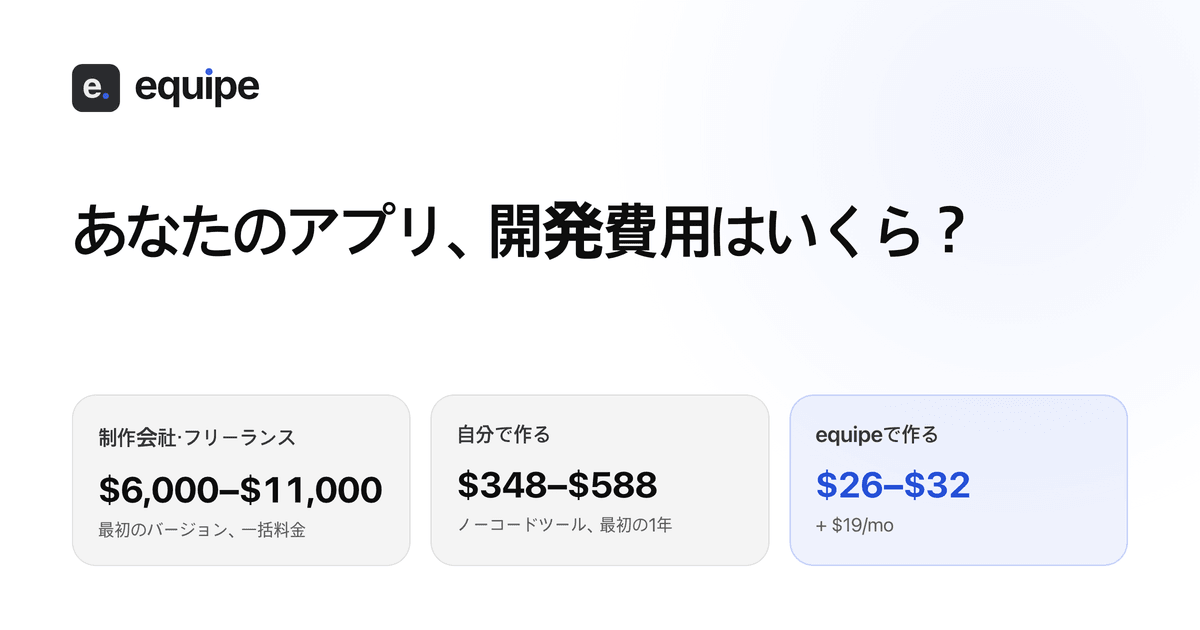 e.
equipe
あなたのアプリ、開発費用はいくら？
制作会社·フリーランス
$6,000–$11,000
最初のバージョン、一括料金
自分で作る
$348–$588
ノーコードツール、最初の1年
equipeで作る
$26–$32
+ $19/mo